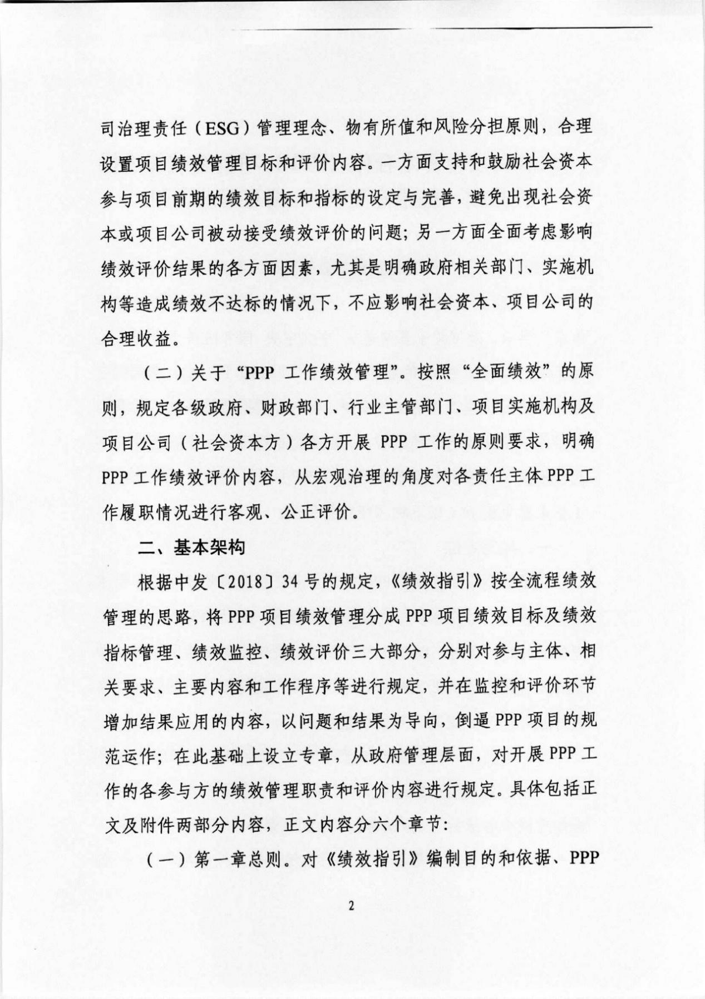 司治理责任（ESG）管理理念、物有所值和风险分担原则，合理
设置项目绩效管理目标和评价内容。一方面支持和鼓励社会资本
参与项目前期的绩效目标和指标的设定与完善，避免出现社会资
本或项目公司被动接受绩效评价的问题；另一方面全面考虑影响
绩效评价结果的各方面因素，尤其是明确政府相关部门、实施机
构等造成绩效不达标的情况下，不应影响社会资本、项目公司的
合理收益。
（二）关于“PPP 工作绩效管理”。按照“全面绩效”的原
则，规定各级政府、财政部门、行业主管部门、项目实施机构及
项目公司（社会资本方）各方开展 PPP 工作的原则要求，明确
PPP 工作绩效评价内容，从宏观治理的角度对各责任主体 PPP 工
作履职情况进行客观、公正评价。
二、基本架构
根据中发〔2018〕34 号的规定，《绩效指引》按全流程绩效
管理的思路，将 PPP 项目绩效管理分成 PPP 项目绩效目标及绩效
指标管理、绩效监控、绩效评价三大部分，分别对参与主体、相
关要求、主要内容和工作程序等进行规定，并在监控和评价环节
增加结果应用的内容，以问题和结果为导向，倒逼 PPP 项目的规
范运作；在此基础上设立专章，从政府管理层面，对开展 PPP 工
作的各参与方的绩效管理职责和评价内容进行规定。具体包括正
文及附件两部分内容，正文内容分六个章节：
（一）第一章总则。对《绩效指引》编制目的和依据、PPP
2